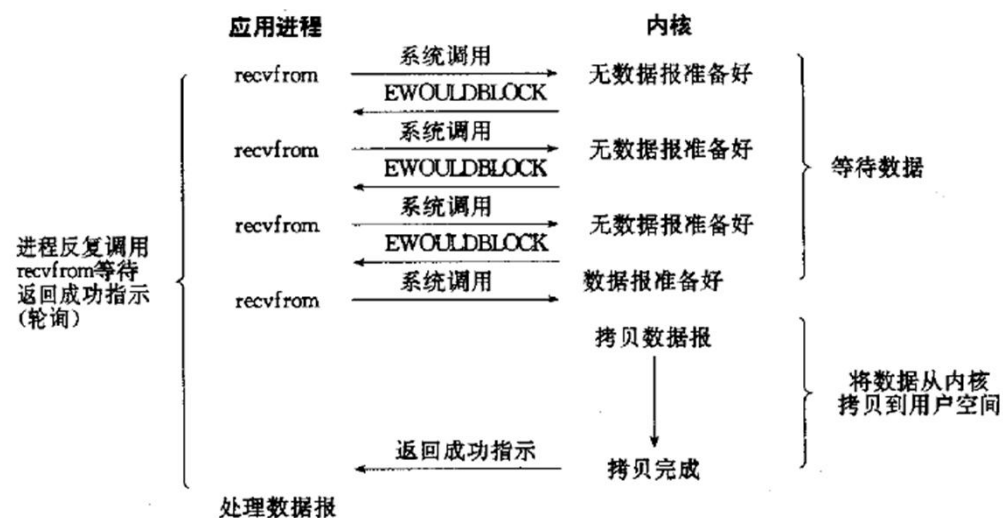 应用进程
内核
recvfrom
系统调用
无数据报准备好
EWOULDBLOCK
recvfrom
系统调用
无数据报准备好
EWOULDBLOCK
recvfrom
系统调用
无数据报准备好
EWOULDBLOCK
recvfrom
系统调用
数据报准备好
等待数据
进程反复调用
recvfrom等待
返回成功指示
(轮询)
拷贝数据报
将数据从内核
拷贝到用户空间
返回成功指示
拷贝完成
处理数据报